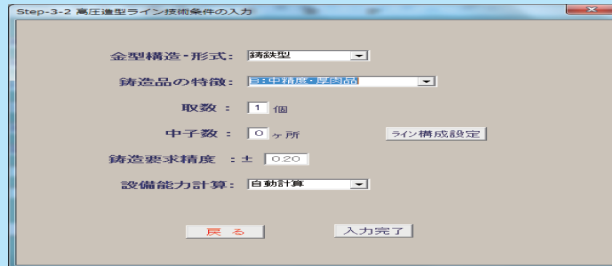 Step-3-2 高圧造型ライン技術条件の入力
金型構造・形式: 鋳鉄型
鋳造品の特徴: B:中精度・厚肉品
取数 : 1 個
中子数 : 0 ヶ所 ライン構成設定
鋳造要求精度 : ± 0.20
設備能力計算: 自動計算
戻る 入力完了